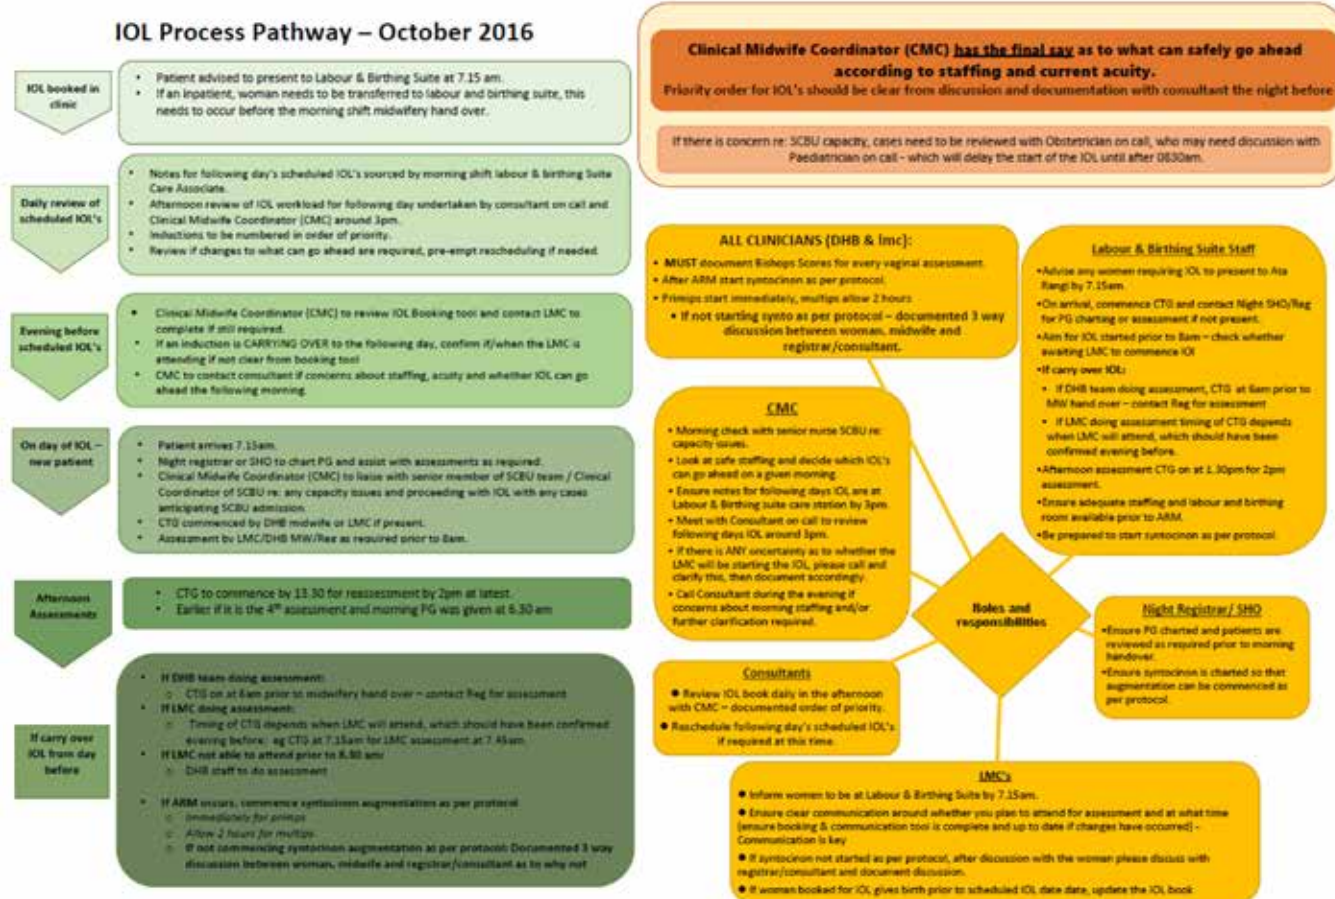 IOL Process Pathway – October 2016
IOL booked in
clinic
• Patient advised to present to Labour & Birthing Suite at 7.15 am.
• If an inpatient, woman needs to be transferred to labour and birthing suite, this
needs to occur before the morning shift midwifery hand over.
Daily review of
scheduled IOL's
• Notes for following day's scheduled IOL's sourced by morning shift labour & birthing Suite
Care Associate.
• Afternoon review of IOL workload for following day undertaken by consultant on call and
Clinical Midwife Coordinator (CMC) around 3pm.
• Inductions to be numbered in order of priority.
• Review if changes to what can go ahead are required, pre-empt rescheduling if needed.
Evening before
scheduled IOL's
• Clinical Midwife Coordinator (CMC) to review IOL Booking tool and contact LMC to
complete if still required.
• If an induction is CARRYING OVER to the following day, confirm if/when the LMC is
attending if not clear from booking tool
• CMC to contact consultant if concerns about staffing, acuity and whether IOL can go
ahead the following morning.
On day of IOL –
new patient
• Patient arrives 7.15am.
• Night registrar or SHO to chart PG and assist with assessments as required.
• Clinical Midwife Coordinator (CMC) to liaise with senior member of SCBU team / Clinical
Coordinator of SCBU re: any capacity issues and proceeding with IOL with any cases
anticipating SCBU admission.
• CTG commenced by DHB midwife or LMC if present.
• Assessment by LMC/DHB MW/Reg as required prior to 8am.
Afternoon
Assessments
• CTG to commence by 13.30 for reassessment by 2pm at latest.
• Earlier if it is the 4th assessment and morning PG was given at 6.30 am
If carry over
IOL from day
before
• If DHB team doing assessment:
o CTG on at 6am prior to midwifery hand over – contact Reg for assessment
• If LMC doing assessment:
o Timing of CTG depends when LMC will attend, which should have been confirmed
evening before: eg CTG at 7.15am for LMC assessment at 7.45am.
• If LMC not able to attend prior to 8.30 am:
o DHB staff to do assessment
• If ARM occurs, commence syntocinon augmentation as per protocol
o Immediately for primps
o Allow 2 hours for multips.
o If not commencing syntocinon augmentation as per protocol: Documented 3 way
discussion between woman, midwife and registrar/consultant as to why not
Clinical Midwife Coordinator (CMC) has the final say as to what can safely go ahead
according to staffing and current acuity.
Priority order for IOL's should be clear from discussion and documentation with consultant the night before
If there is concern re: SCBU capacity, cases need to be reviewed with Obstetrician on call, who may need discussion with
Paediatrician on call - which will delay the start of the IOL until after 0830am.
ALL CLINICIANS (DHB & lmc):
• MUST document Bishops Scores for every vaginal assessment.
• After ARM start syntocinon as per protocol.
• Primips start immediately, multips allow 2 hours
• If not starting synto as per protocol – documented 3 way
discussion between woman, midwife and
registrar/consultant.
Labour & Birthing Suite Staff
•Advise any women requiring IOL to present to Ata
Rangi by 7.15am.
•On arrival, commence CTG and contact Night SHO/Reg
for PG charting or assessment if not present.
•Aim for IOL started prior to 8am – check whether
awaiting LMC to commence IOl
•If carry over IOL:
• If DHB team doing assessment, CTG at 6am prior to
MW hand over – contact Reg for assessment
• If LMC doing assessment timing of CTG depends
when LMC will attend, which should have been
confirmed evening before.
•Afternoon assessment CTG on at 1.30pm for 2pm
assessment.
•Ensure adequate staffing and labour and birthing
room available prior to ARM.
•Be prepared to start syntocinon as per protocol.
CMC
• Morning check with senior nurse SCBU re:
capacity issues.
• Look at safe staffing and decide which IOL's
can go ahead on a given morning.
• Ensure notes for following days IOL are at
Labour & Birthing suite care station by 3pm.
• Meet with Consultant on call to review
following days IOL around 3pm.
• If there is ANY uncertainty as to whether the
LMC will be starting the IOL, please call and
clarify this, then document accordingly.
• Call Consultant during the evening if
concerns about morning staffing and/or
further clarification required.
Roles and
responsibilities
Night Registrar/ SHO
•Ensure PG charted and patients are
reviewed as required prior to morning
handover.
•Ensure syntocinon is charted so that
augmentation can be commenced as
per protocol.
Consultants
● Review IOL book daily in the afternoon
with CMC – documented order of priority.
● Reschedule following day's scheduled IOL's
if required at this time.
LMC's
● Inform women to be at Labour & Birthing Suite by 7.15am.
● Ensure clear communication around whether you plan to attend for assessment and at what time
(ensure booking & communication tool is complete and up to date if changes have occurred) -
Communication is key
● If syntocinon not started as per protocol, after discussion with the woman please discuss with
registrar/consultant and document discussion.
● If woman booked for IOL gives birth prior to scheduled IOL date date, update the IOL book